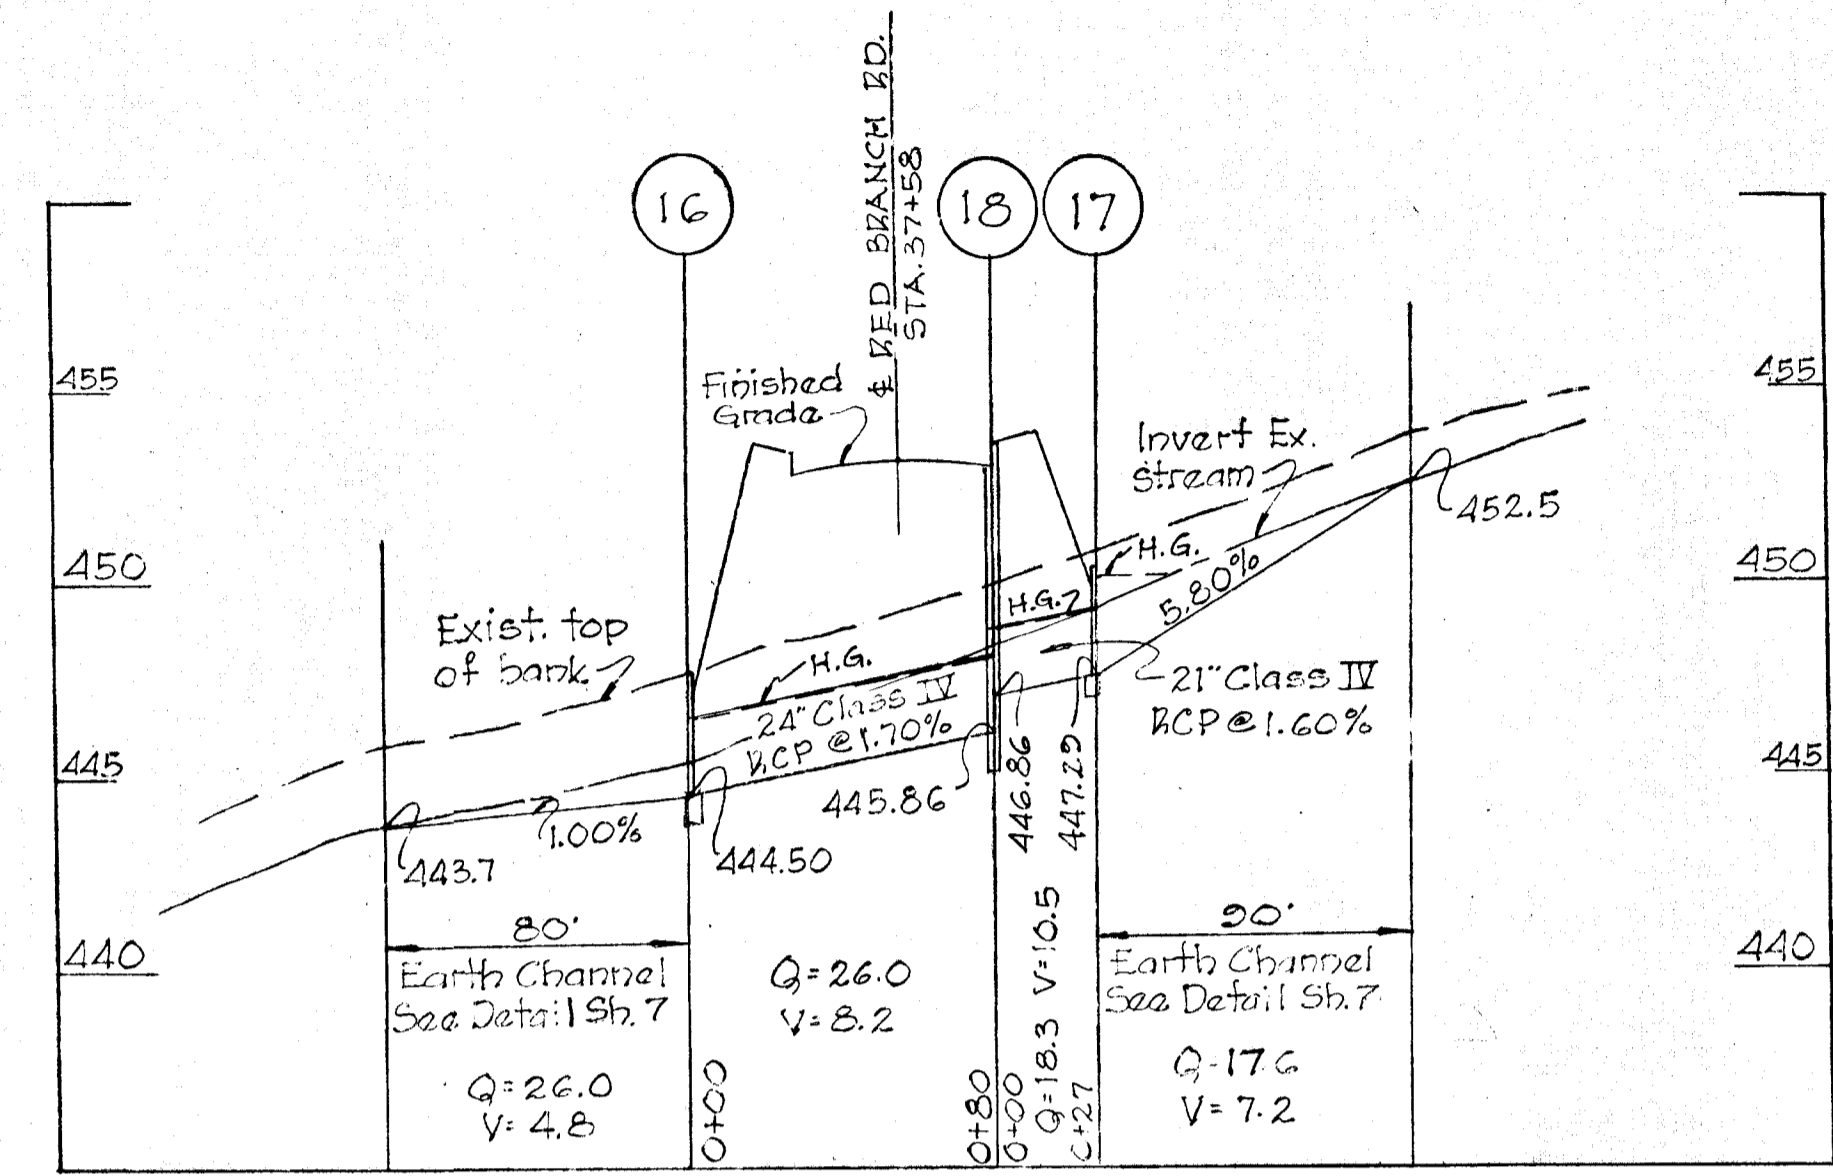 ℄ RED BRANCH RD.
STA. 37+58
16
18
17
455
455
Finished
Grade
Invert Ex.
stream
452.5
450
450
H.G.
5.80%
H.G.
Exist. top
of bank
H.G.
24" Class IV
RCP @ 1.70%
21" Class IV
RCP @ 1.60%
445
445
445.86
446.86
447.29
1.00%
443.7
444.50
80'
90'
440
440
Earth Channel
See Detail Sh. 7
Q=26.0
V=8.2
Q=18.3 V=10.5
Earth Channel
See Detail Sh. 7
Q=26.0
V=4.8
Q-17.6
V=7.2
0+00
0+80
0+00
0+27